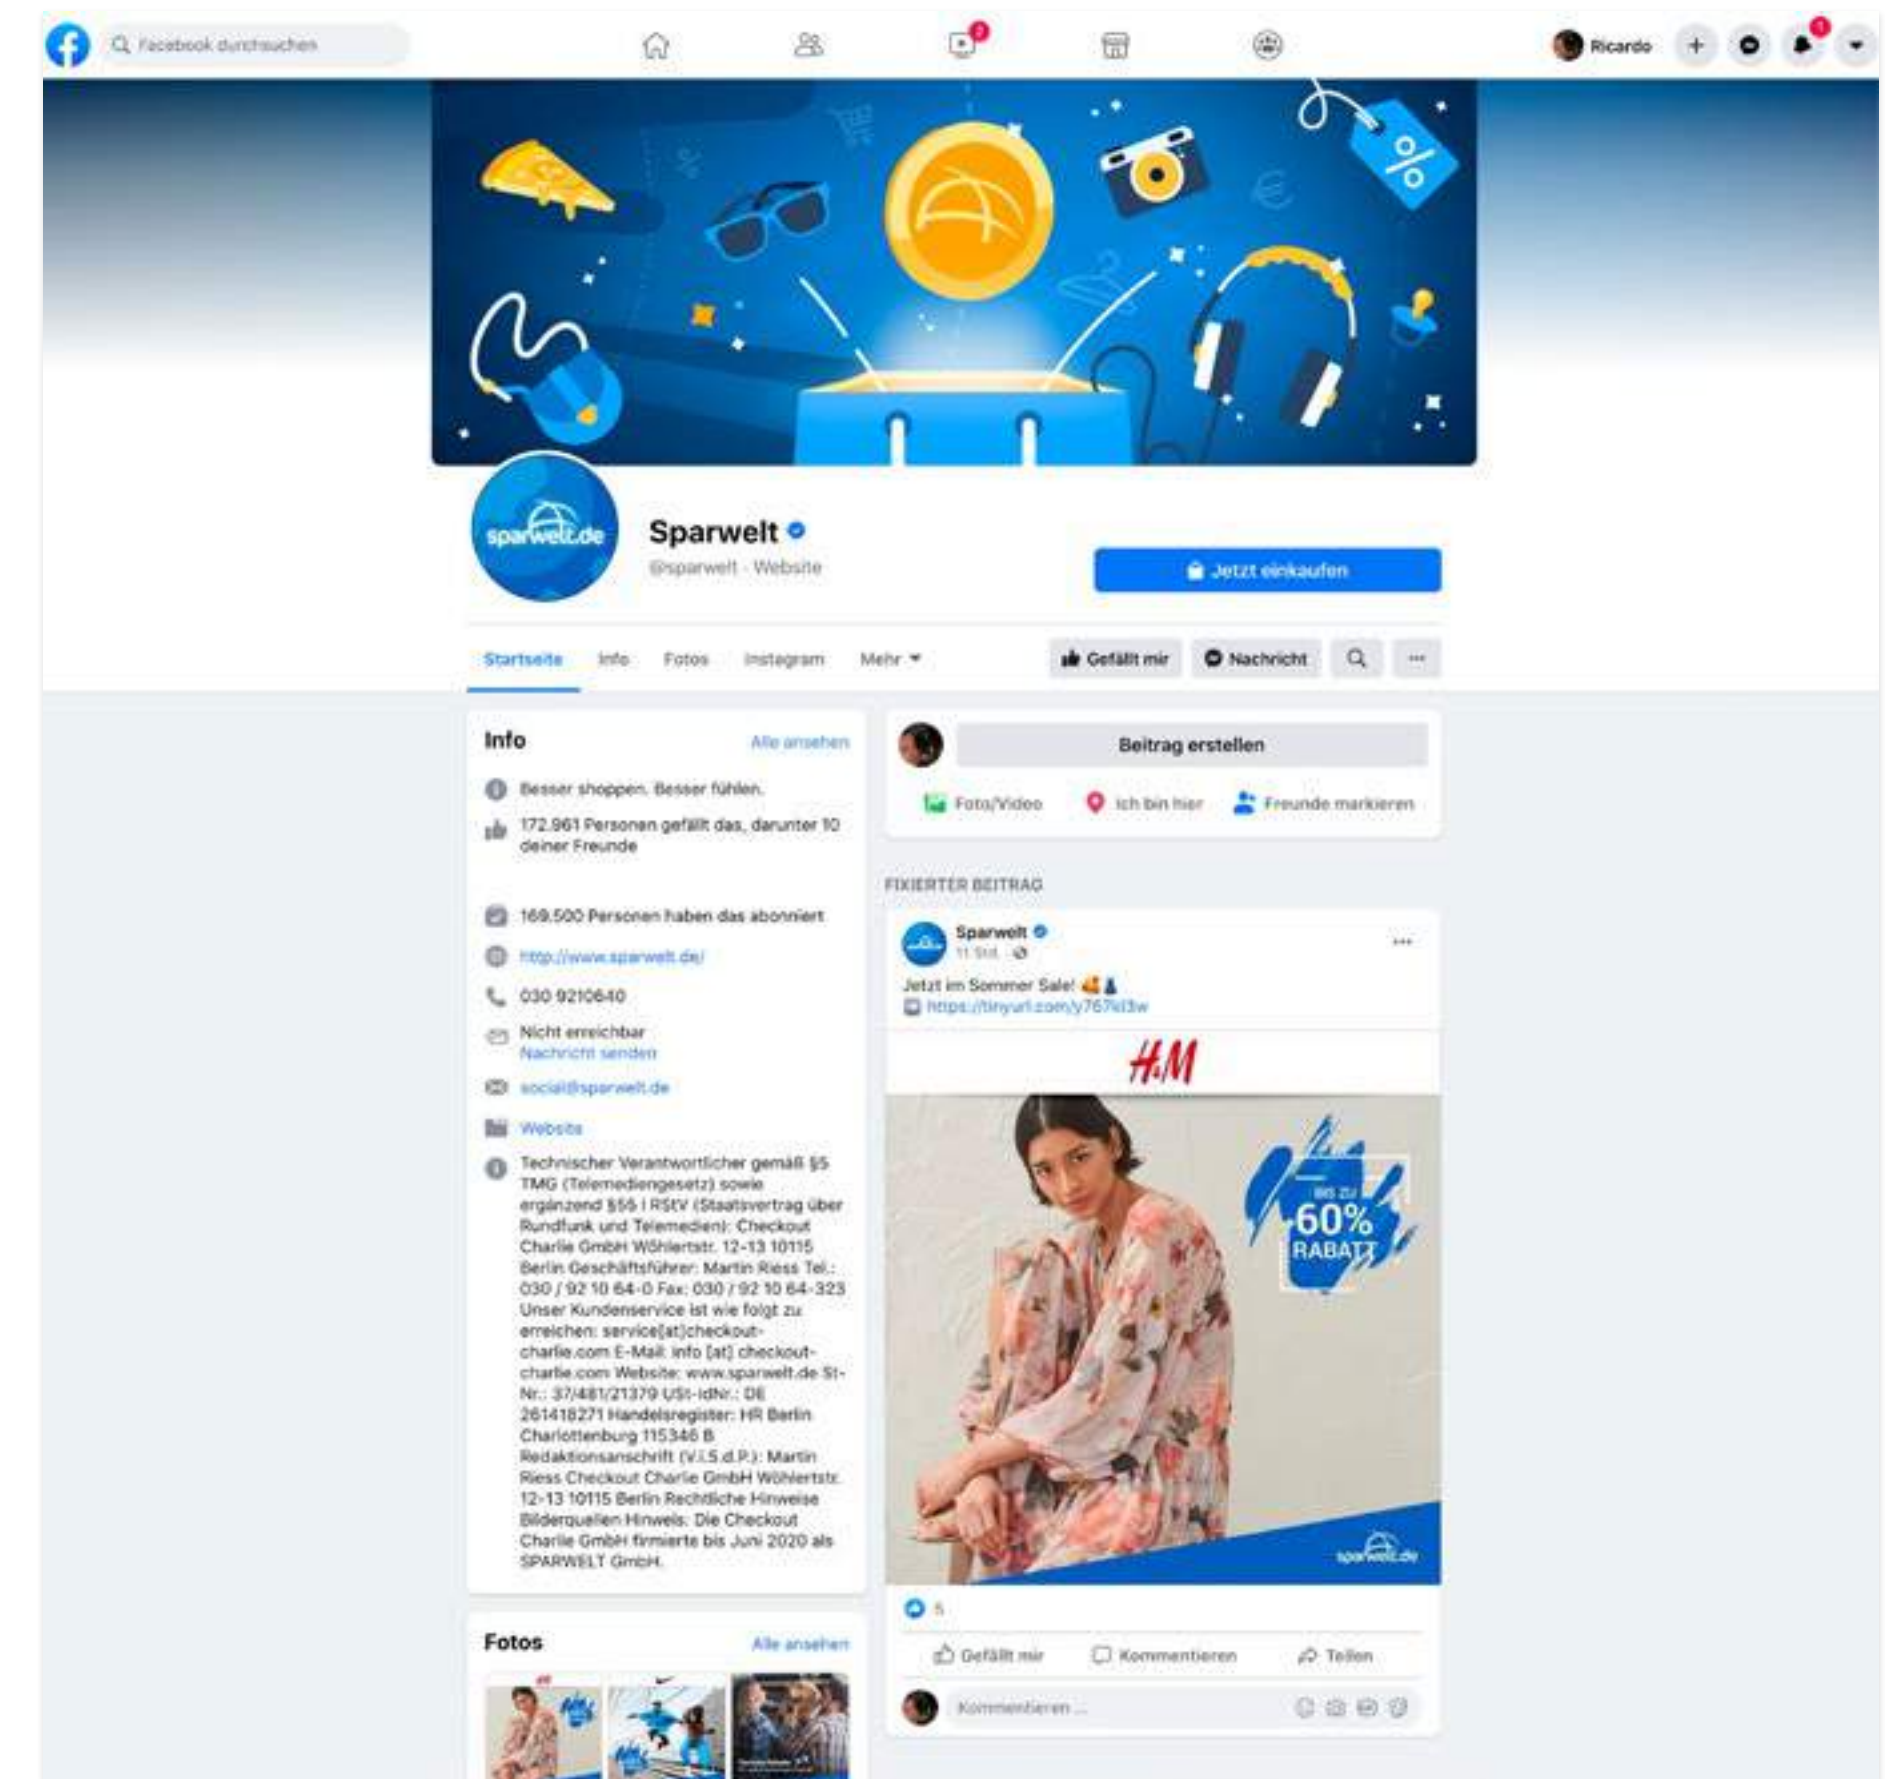 Facebook durchsuchen
2
Ricardo
1
%
sparwelt.de
Sparwelt
@sparwelt · Website
Jetzt einkaufen
Startseite
Info
Fotos
Instagram
Mehr
Gefällt mir
Nachricht
Info
Alle ansehen
Besser shoppen. Besser fühlen.
172.961 Personen gefällt das, darunter 10
deiner Freunde
169.500 Personen haben das abonniert
http://www.sparwelt.de/
030 9210640
Nicht erreichbar
Nachricht senden
social@sparwelt.de
Website
Technischer Verantwortlicher gemäß §5
TMG (Telemediengesetz) sowie
ergänzend §55 I RStV (Staatsvertrag über
Rundfunk und Telemedien): Checkout
Charlie GmbH Wöhlertstr. 12-13 10115
Berlin Geschäftsführer: Martin Riess Tel.:
030 / 92 10 64-0 Fax: 030 / 92 10 64-323
Unser Kundenservice ist wie folgt zu
erreichen: service[at]checkout-
charlie.com E-Mail: info [at] checkout-
charlie.com Website: www.sparwelt.de St-
Nr.: 37/481/21379 USt-IdNr.: DE
261418271 Handelsregister: HR Berlin
Charlottenburg 115346 B
Redaktionsanschrift (V.i.S.d.P.): Martin
Riess Checkout Charlie GmbH Wöhlertstr.
12-13 10115 Berlin Rechtliche Hinweise
Bilderquellen Hinweis: Die Checkout
Charlie GmbH firmierte bis Juni 2020 als
SPARWELT GmbH.
Fotos
Alle ansehen
Beitrag erstellen
Foto/Video
Ich bin hier
Freunde markieren
FIXIERTER BEITRAG
Sparwelt
11 Std.
Jetzt im Sommer Sale!
H&M
BIS ZU
60%
RABATT
sparwelt.de
5
Gefällt mir
Kommentieren
Teilen
Kommentieren ...